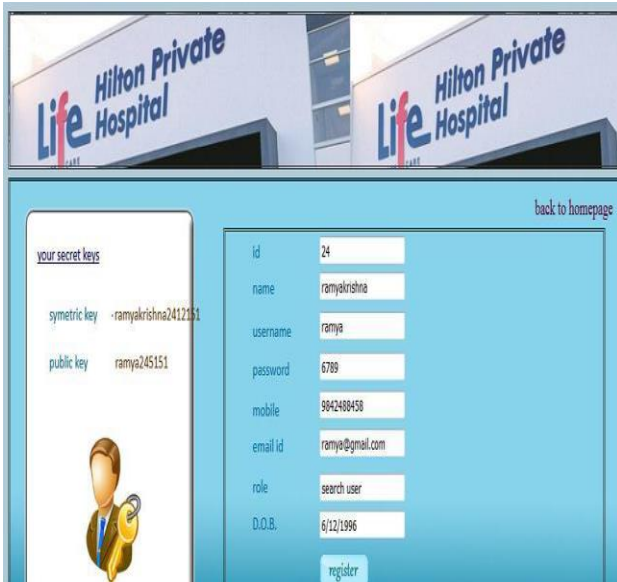 Life Hilton Private
Hospital
Life Hilton Private
Hospital
back to homepage
your secret keys
symetric key -ramyakrishna2412151
public key ramya245151
id 24
name ramyakrishna
username ramya
password 6789
mobile 9842488458
email id ramya@gmail.com
role search user
D.O.B. 6/12/1996
register